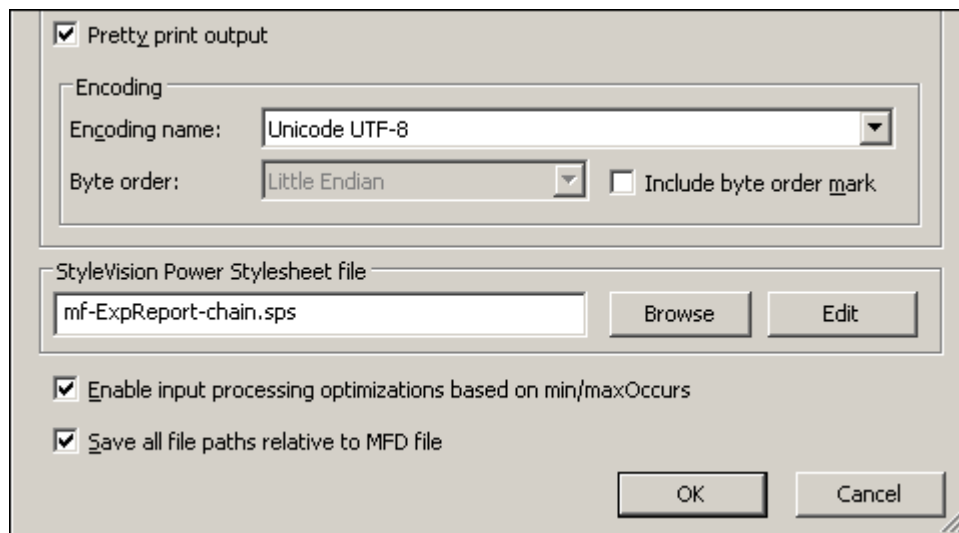 Pretty print output
Encoding
Encoding name: Unicode UTF-8
Byte order: Little Endian Include byte order mark
StyleVision Power Stylesheet file
mf-ExpReport-chain.sps Browse Edit
Enable input processing optimizations based on min/maxOccurs
Save all file paths relative to MFD file
OK Cancel